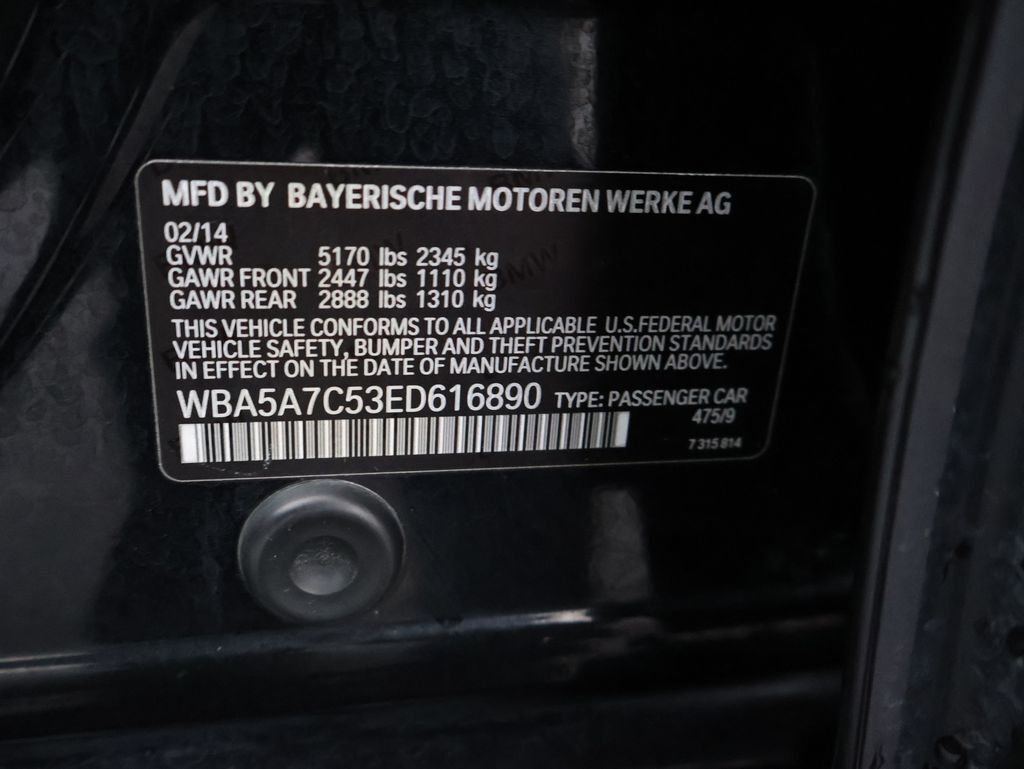 MFD BY BAYERISCHE MOTOREN WERKE AG
02/14
GVWR 5170 lbs 2345 kg
GAWR FRONT 2447 lbs 1110 kg
GAWR REAR 2888 lbs 1310 kg
THIS VEHICLE CONFORMS TO ALL APPLICABLE U.S.FEDERAL MOTOR
VEHICLE SAFETY, BUMPER AND THEFT PREVENTION STANDARDS
IN EFFECT ON THE DATE OF MANUFACTURE SHOWN ABOVE.
WBA5A7C53ED616890 TYPE: PASSENGER CAR
475/9
7 315 814